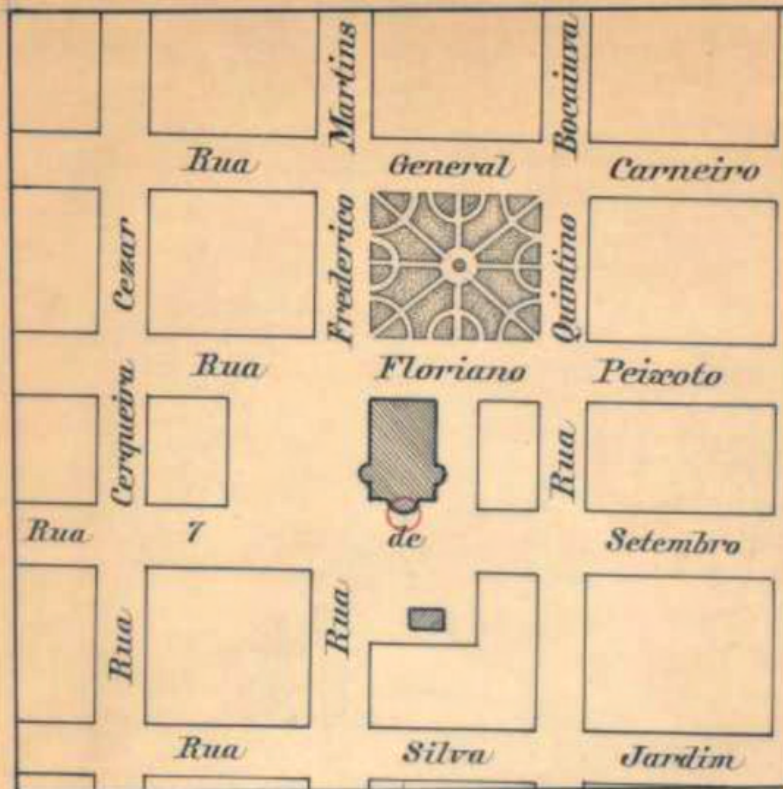 Rua General Carneiro
Rua Floriano Peixoto
Rua 7 de Setembro
Rua Silva Jardim
Rua Cerqueira Cezar
Rua Frederico Martins
Rua Quintino Bocaiuva